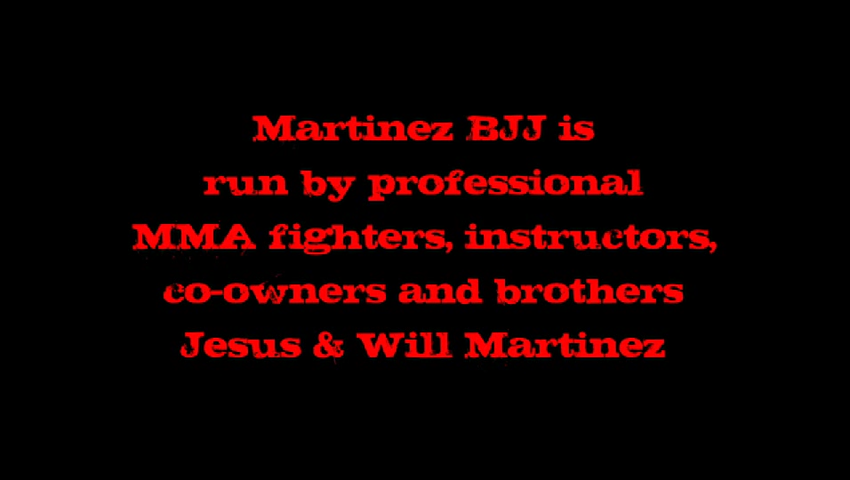 Martinez BJJ is
run by professional
MMA fighters, instructors,
co-owners and brothers
Jesus & Will Martinez